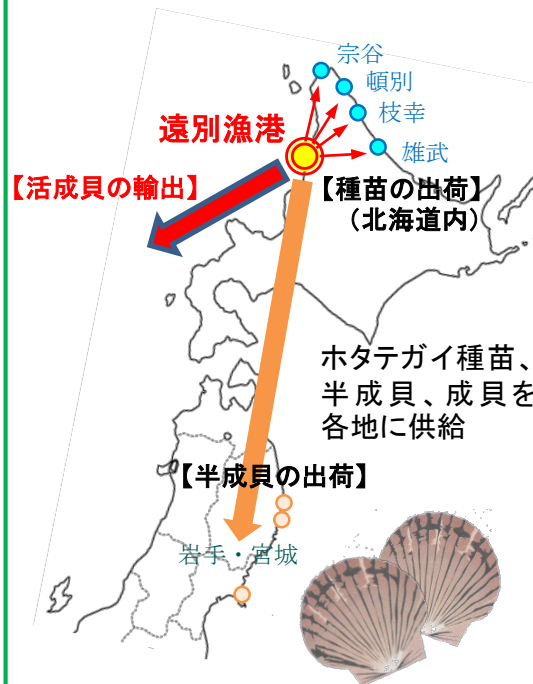 宗谷
頓別
枝幸
雄武
遠別漁港
【活成貝の輸出】
【種苗の出荷】
（北海道内）
ホタテガイ種苗、
半成貝、成貝を
各地に供給
【半成貝の出荷】
岩手・宮城